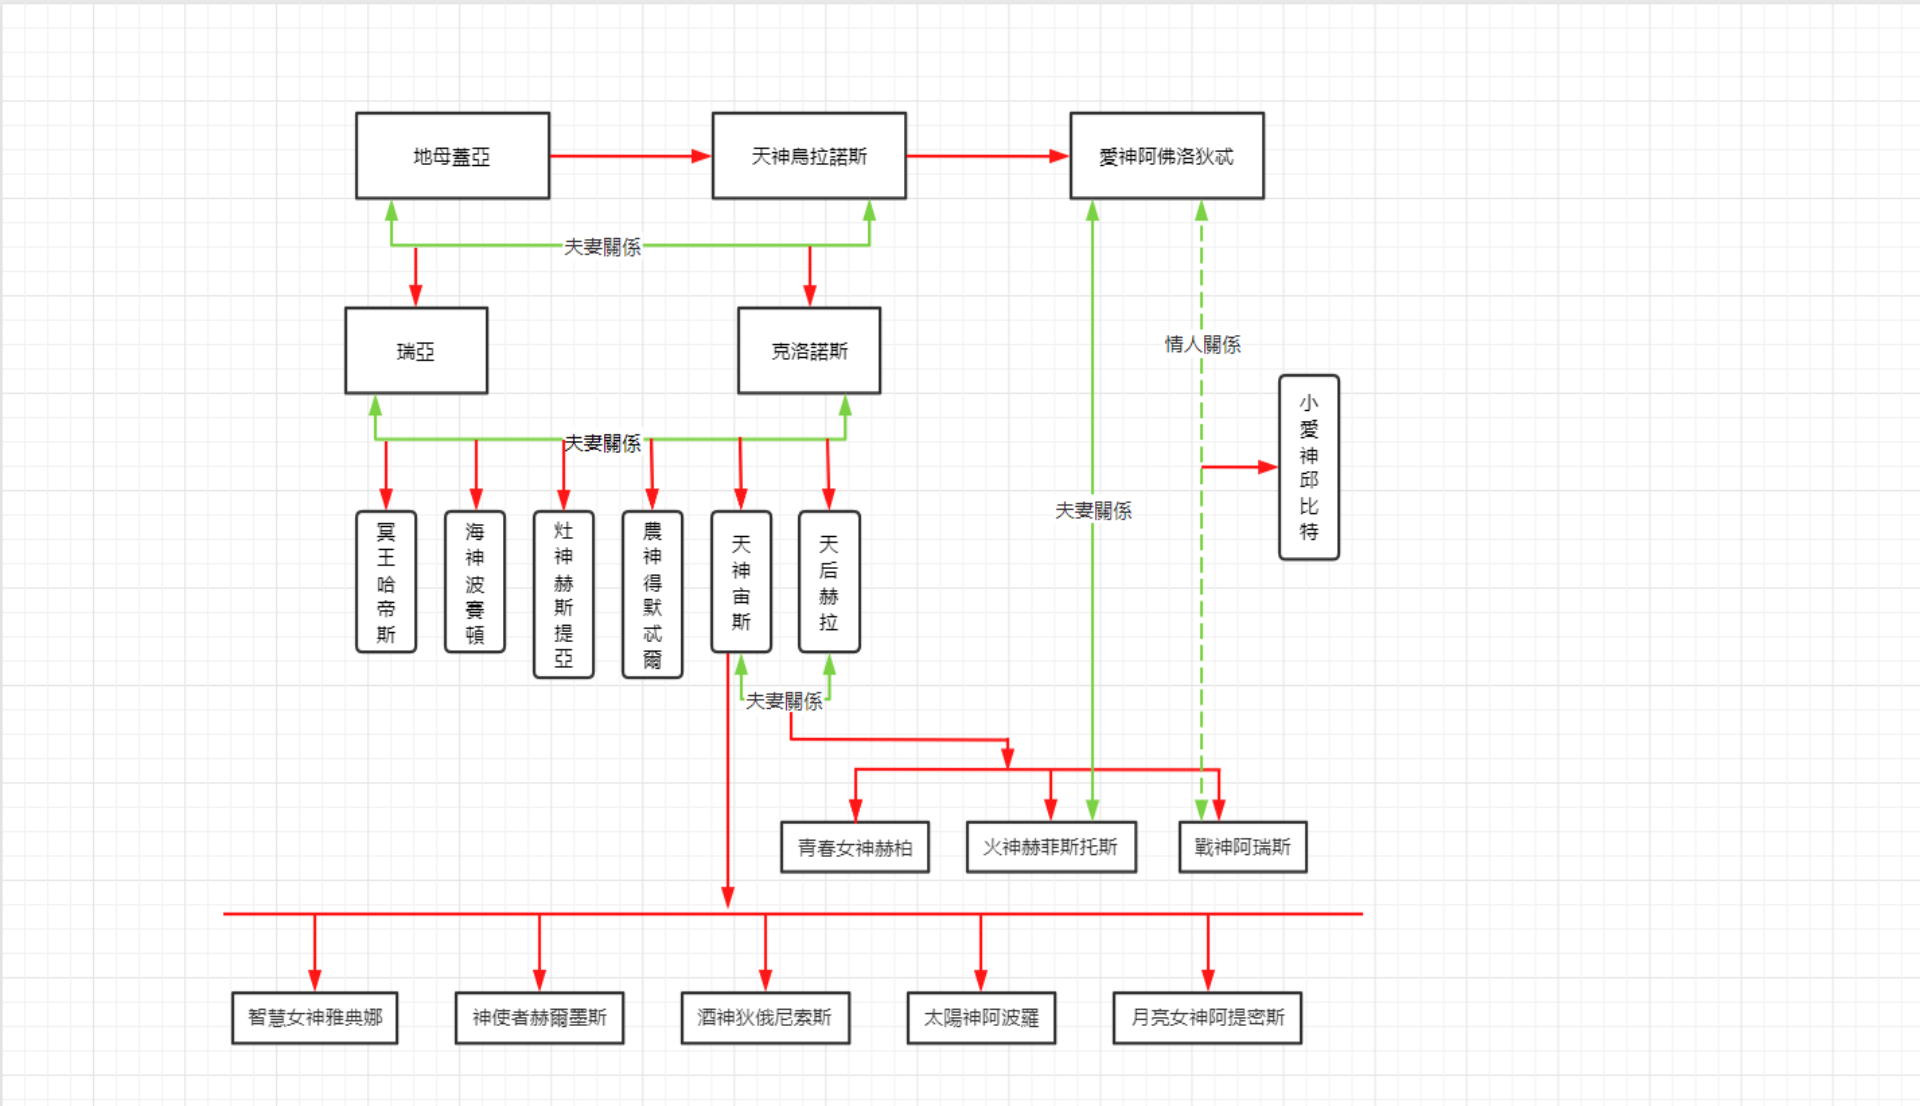 地母蓋亞
天神烏拉諾斯
愛神阿佛洛狄忒
夫妻關係
瑞亞
克洛諾斯
情人關係
小愛神邱比特
夫妻關係
夫妻關係
冥王哈帝斯
海神波賽頓
灶神赫斯提亞
農神得默忒爾
天神宙斯
天后赫拉
夫妻關係
青春女神赫柏
火神赫菲斯托斯
戰神阿瑞斯
智慧女神雅典娜
神使者赫爾墨斯
酒神狄俄尼索斯
太陽神阿波羅
月亮女神阿提密斯